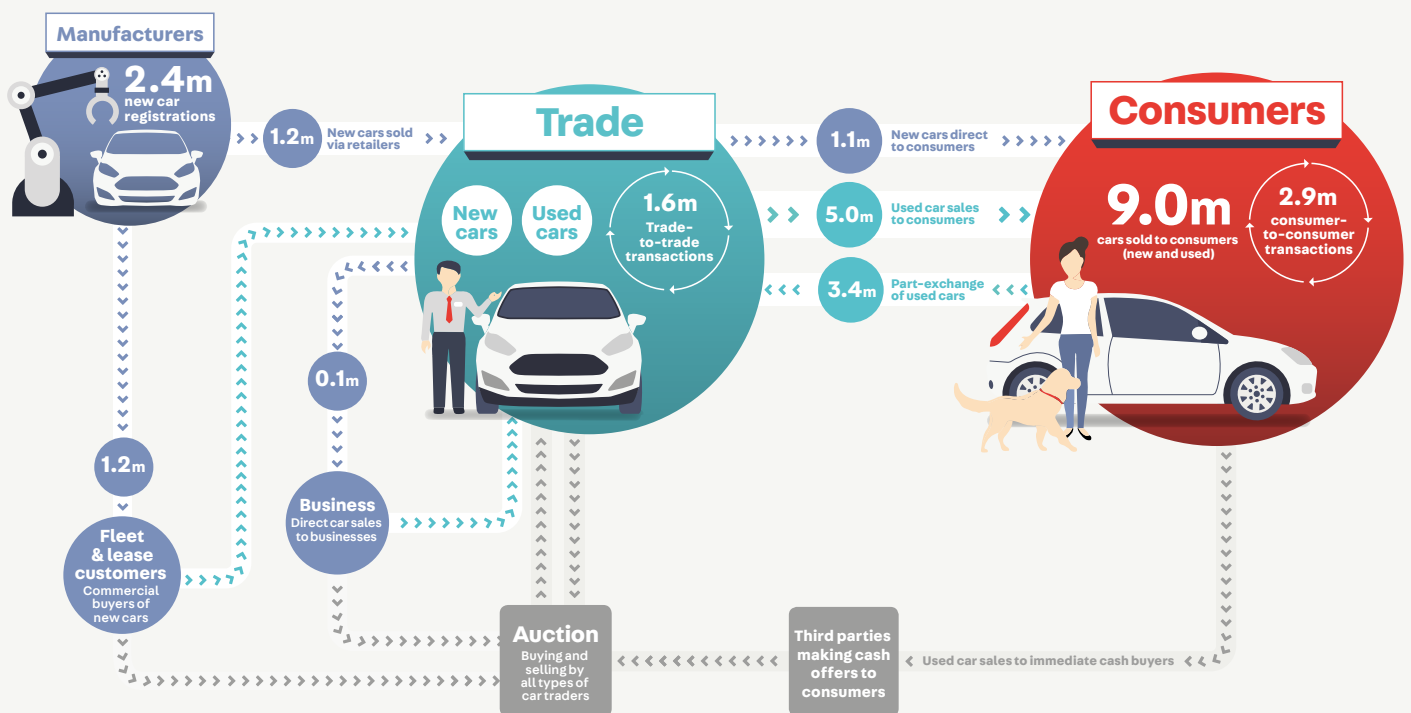 Manufacturers
2.4m
new car
registrations
1.2m
New cars sold
via retailers
Trade
New
cars
Used
cars
1.6m
Trade-
to-trade
transactions
1.1m
New cars direct
to consumers
5.0m
Used car sales
to consumers
3.4m
Part-exchange
of used cars
Consumers
9.0m
cars sold to consumers
(new and used)
2.9m
consumer-
to-consumer
transactions
0.1m
1.2m
Business
Direct car sales
to businesses
Fleet
& lease
customers
Commercial
buyers of
new cars
Auction
Buying and
selling by
all types of
car traders
Third parties
making cash
offers to
consumers
Used car sales to immediate cash buyers